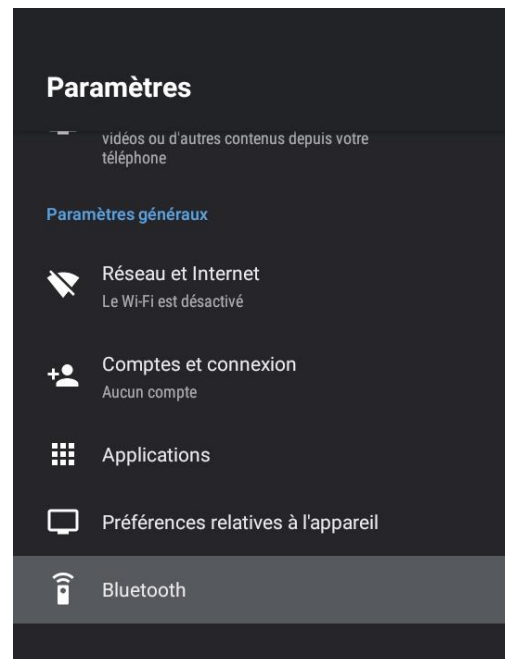 Paramètres
vidéos ou d'autres contenus depuis votre
téléphone
Paramètres généraux
Réseau et Internet
Le Wi-Fi est désactivé
Comptes et connexion
Aucun compte
Applications
Préférences relatives à l'appareil
Bluetooth